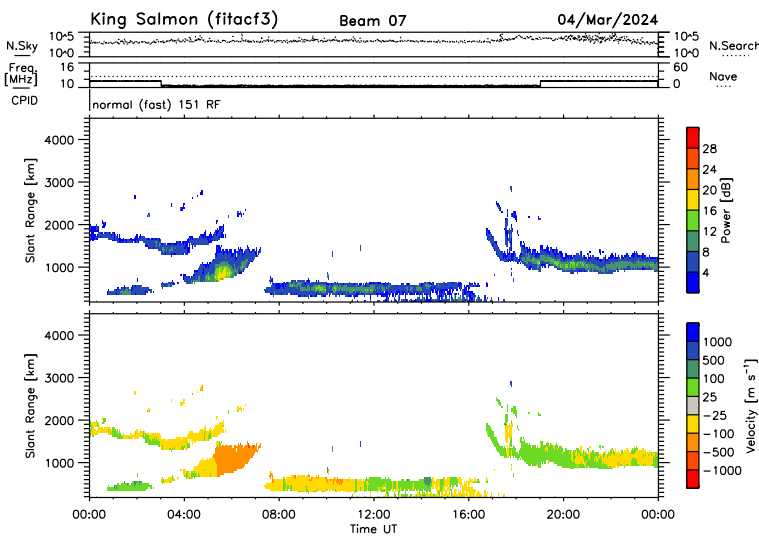 King Salmon (fitacf3) Beam 07 04/Mar/2024
N.Sky 10^5 10^0 10^5 10^0 N.Search
Freq. [MHz] 16 10 60 0 Nave
CPID normal (fast) 151 RF
Slant Range [km] 4000 3000 2000 1000
28 24 20 16 12 8 4 Power [dB]
Slant Range [km] 4000 3000 2000 1000
1000 500 100 25 -25 -100 -500 -1000 Velocity [m s⁻¹]
00:00 04:00 08:00 12:00 16:00 20:00 00:00
Time UT